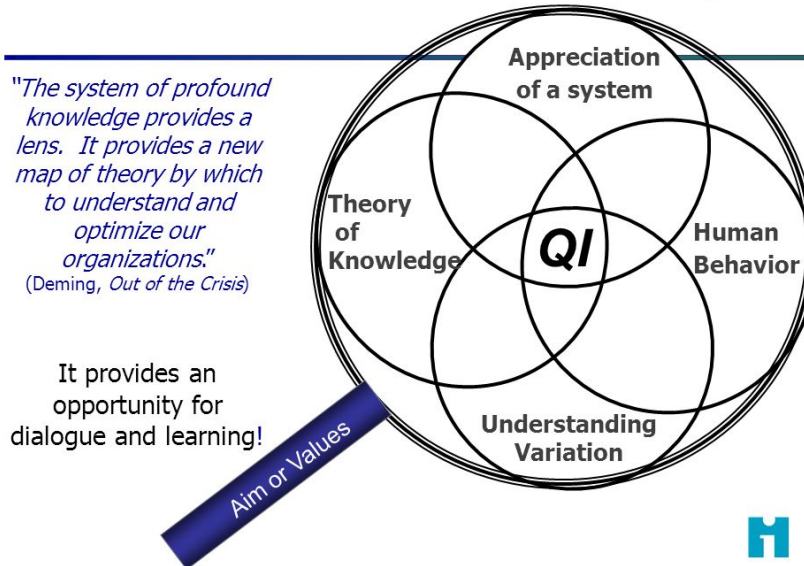 "The system of profound
knowledge provides a
lens. It provides a new
map of theory by which
to understand and
optimize our
organizations."
(Deming, Out of the Crisis)
It provides an
opportunity for
dialogue and learning!
Appreciation
of a system
Theory
of
Knowledge
QI
Human
Behavior
Understanding
Variation
Aim or Values